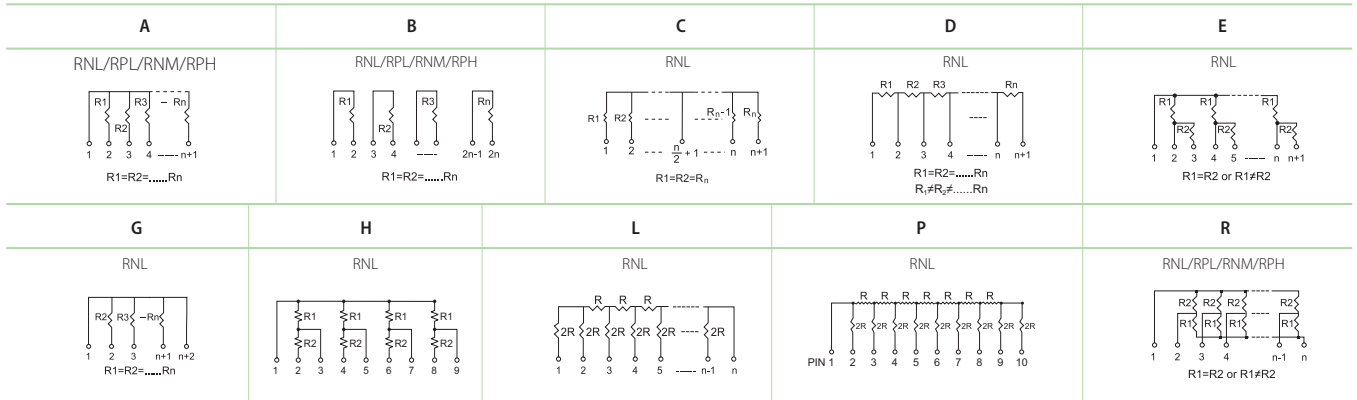 A B C D E
RNL/RPL/RNM/RPH RNL/RPL/RNM/RPH RNL RNL RNL
R1 R2 R3 Rn
1 2 3 4 n+1
R1=R2=......Rn
R1 R2 R3 Rn
1 2 3 4 2n-1 2n
R1 R2 Rn-1 Rn
1 2 n/2 + 1 n n+1
R1=R2=Rn
R1 R2 R3 Rn
1 2 3 4 n n+1
R1=R2=......Rn
R1≠R2≠......Rn
R1 R1 R1
R2 R2 R2
1 2 3 4 5 n n+1
R1=R2 or R1≠R2
G H L P R
RNL RNL RNL RNL RNL/RPL/RNM/RPH
R2 R3 Rn
1 2 3 n+1 n+2
R1=R2=......Rn
R1 R1 R1 R1
R2 R2 R2 R2
1 2 3 4 5 6 7 8 9
R R R
2R 2R 2R 2R 2R 2R
1 2 3 4 5 n-1 n
R R R R R R R
2R 2R 2R 2R 2R 2R 2R 2R 2R
PIN 1 2 3 4 5 6 7 8 9 10
R2 R2 R2 R2
R1 R1 R1 R1
1 2 3 4 n-1 n
R1=R2 or R1≠R2